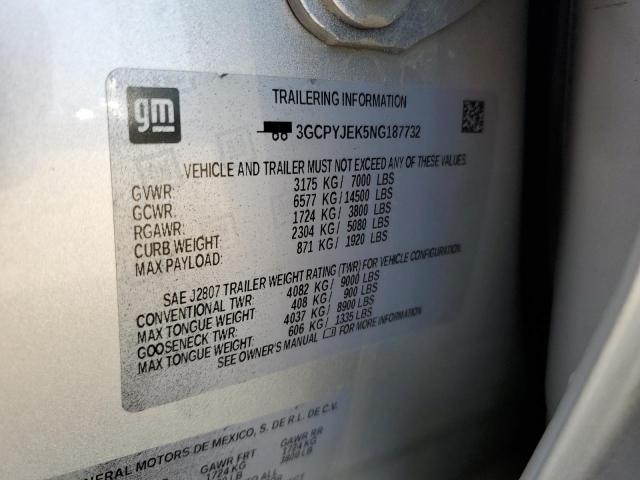 gm
TRAILERING INFORMATION
3GCPYJEK5NG187732
VEHICLE AND TRAILER MUST NOT EXCEED ANY OF THESE VALUES.
GVWR: 3175 KG/ 7000 LBS
GCWR: 6577 KG/14500 LBS
RGAWR: 1724 KG/ 3800 LBS
CURB WEIGHT: 2304 KG/ 5080 LBS
MAX PAYLOAD: 871 KG/ 1920 LBS
SAE J2807 TRAILER WEIGHT RATING (TWR) FOR VEHICLE CONFIGURATION.
CONVENTIONAL TWR: 4082 KG/ 9000 LBS
MAX TONGUE WEIGHT: 408 KG/ 900 LBS
GOOSENECK TWR: 4037 KG/ 8900 LBS
MAX TONGUE WEIGHT: 606 KG/ 1335 LBS
SEE OWNER'S MANUAL FOR MORE INFORMATION
MOTORS DE MEXICO, S. DE R.L. DE C.V.
GAWR FRT GAWR RR
1724 KG 1724 KG